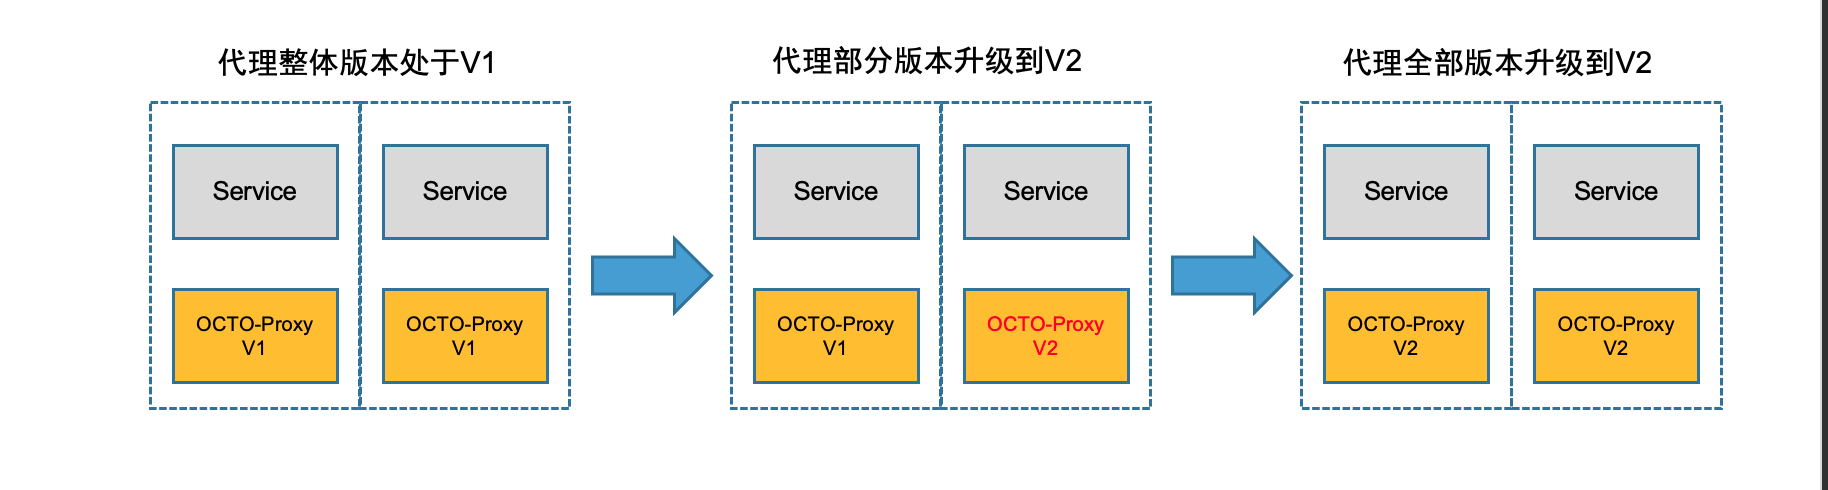 代理整体版本处于V1
Service
Service
OCTO-Proxy
V1
OCTO-Proxy
V1
代理部分版本升级到V2
Service
Service
OCTO-Proxy
V1
OCTO-Proxy
V2
代理全部版本升级到V2
Service
Service
OCTO-Proxy
V2
OCTO-Proxy
V2